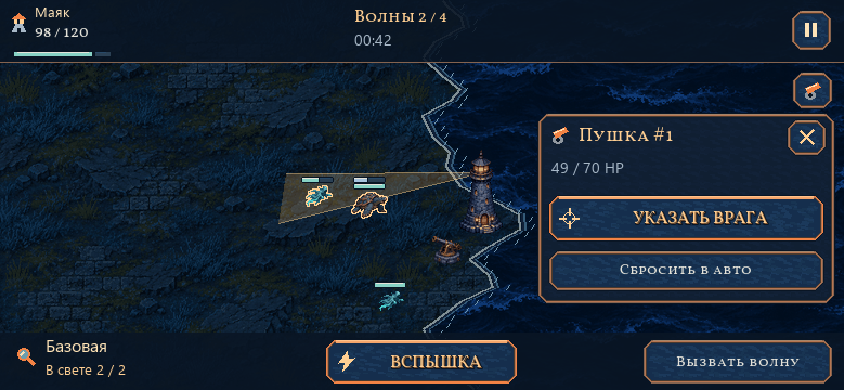 Маяк
98 / 120
Волны 2 / 4
00:42
Пушка #1
49 / 70 HP
УКАЗАТЬ ВРАГА
Сбросить в авто
Базовая
В свете 2 / 2
ВСПЫШКА
Вызвать волну